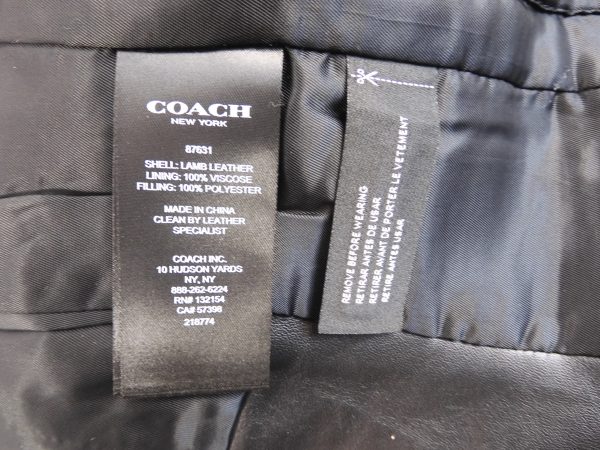 COACH
NEW YORK
87631
SHELL: LAMB LEATHER
LINING: 100% VISCOSE
FILLING: 100% POLYESTER
MADE IN CHINA
CLEAN BY LEATHER
SPECIALIST
COACH INC.
10 HUDSON YARDS
NY, NY
888-262-6224
RN# 132154
CA# 57398
218774
REMOVE BEFORE WEARING
RETIRAR ANTES DE USAR
RETIRER AVANT DE PORTER LE VETEMENT
RETIRE ANTES USAR